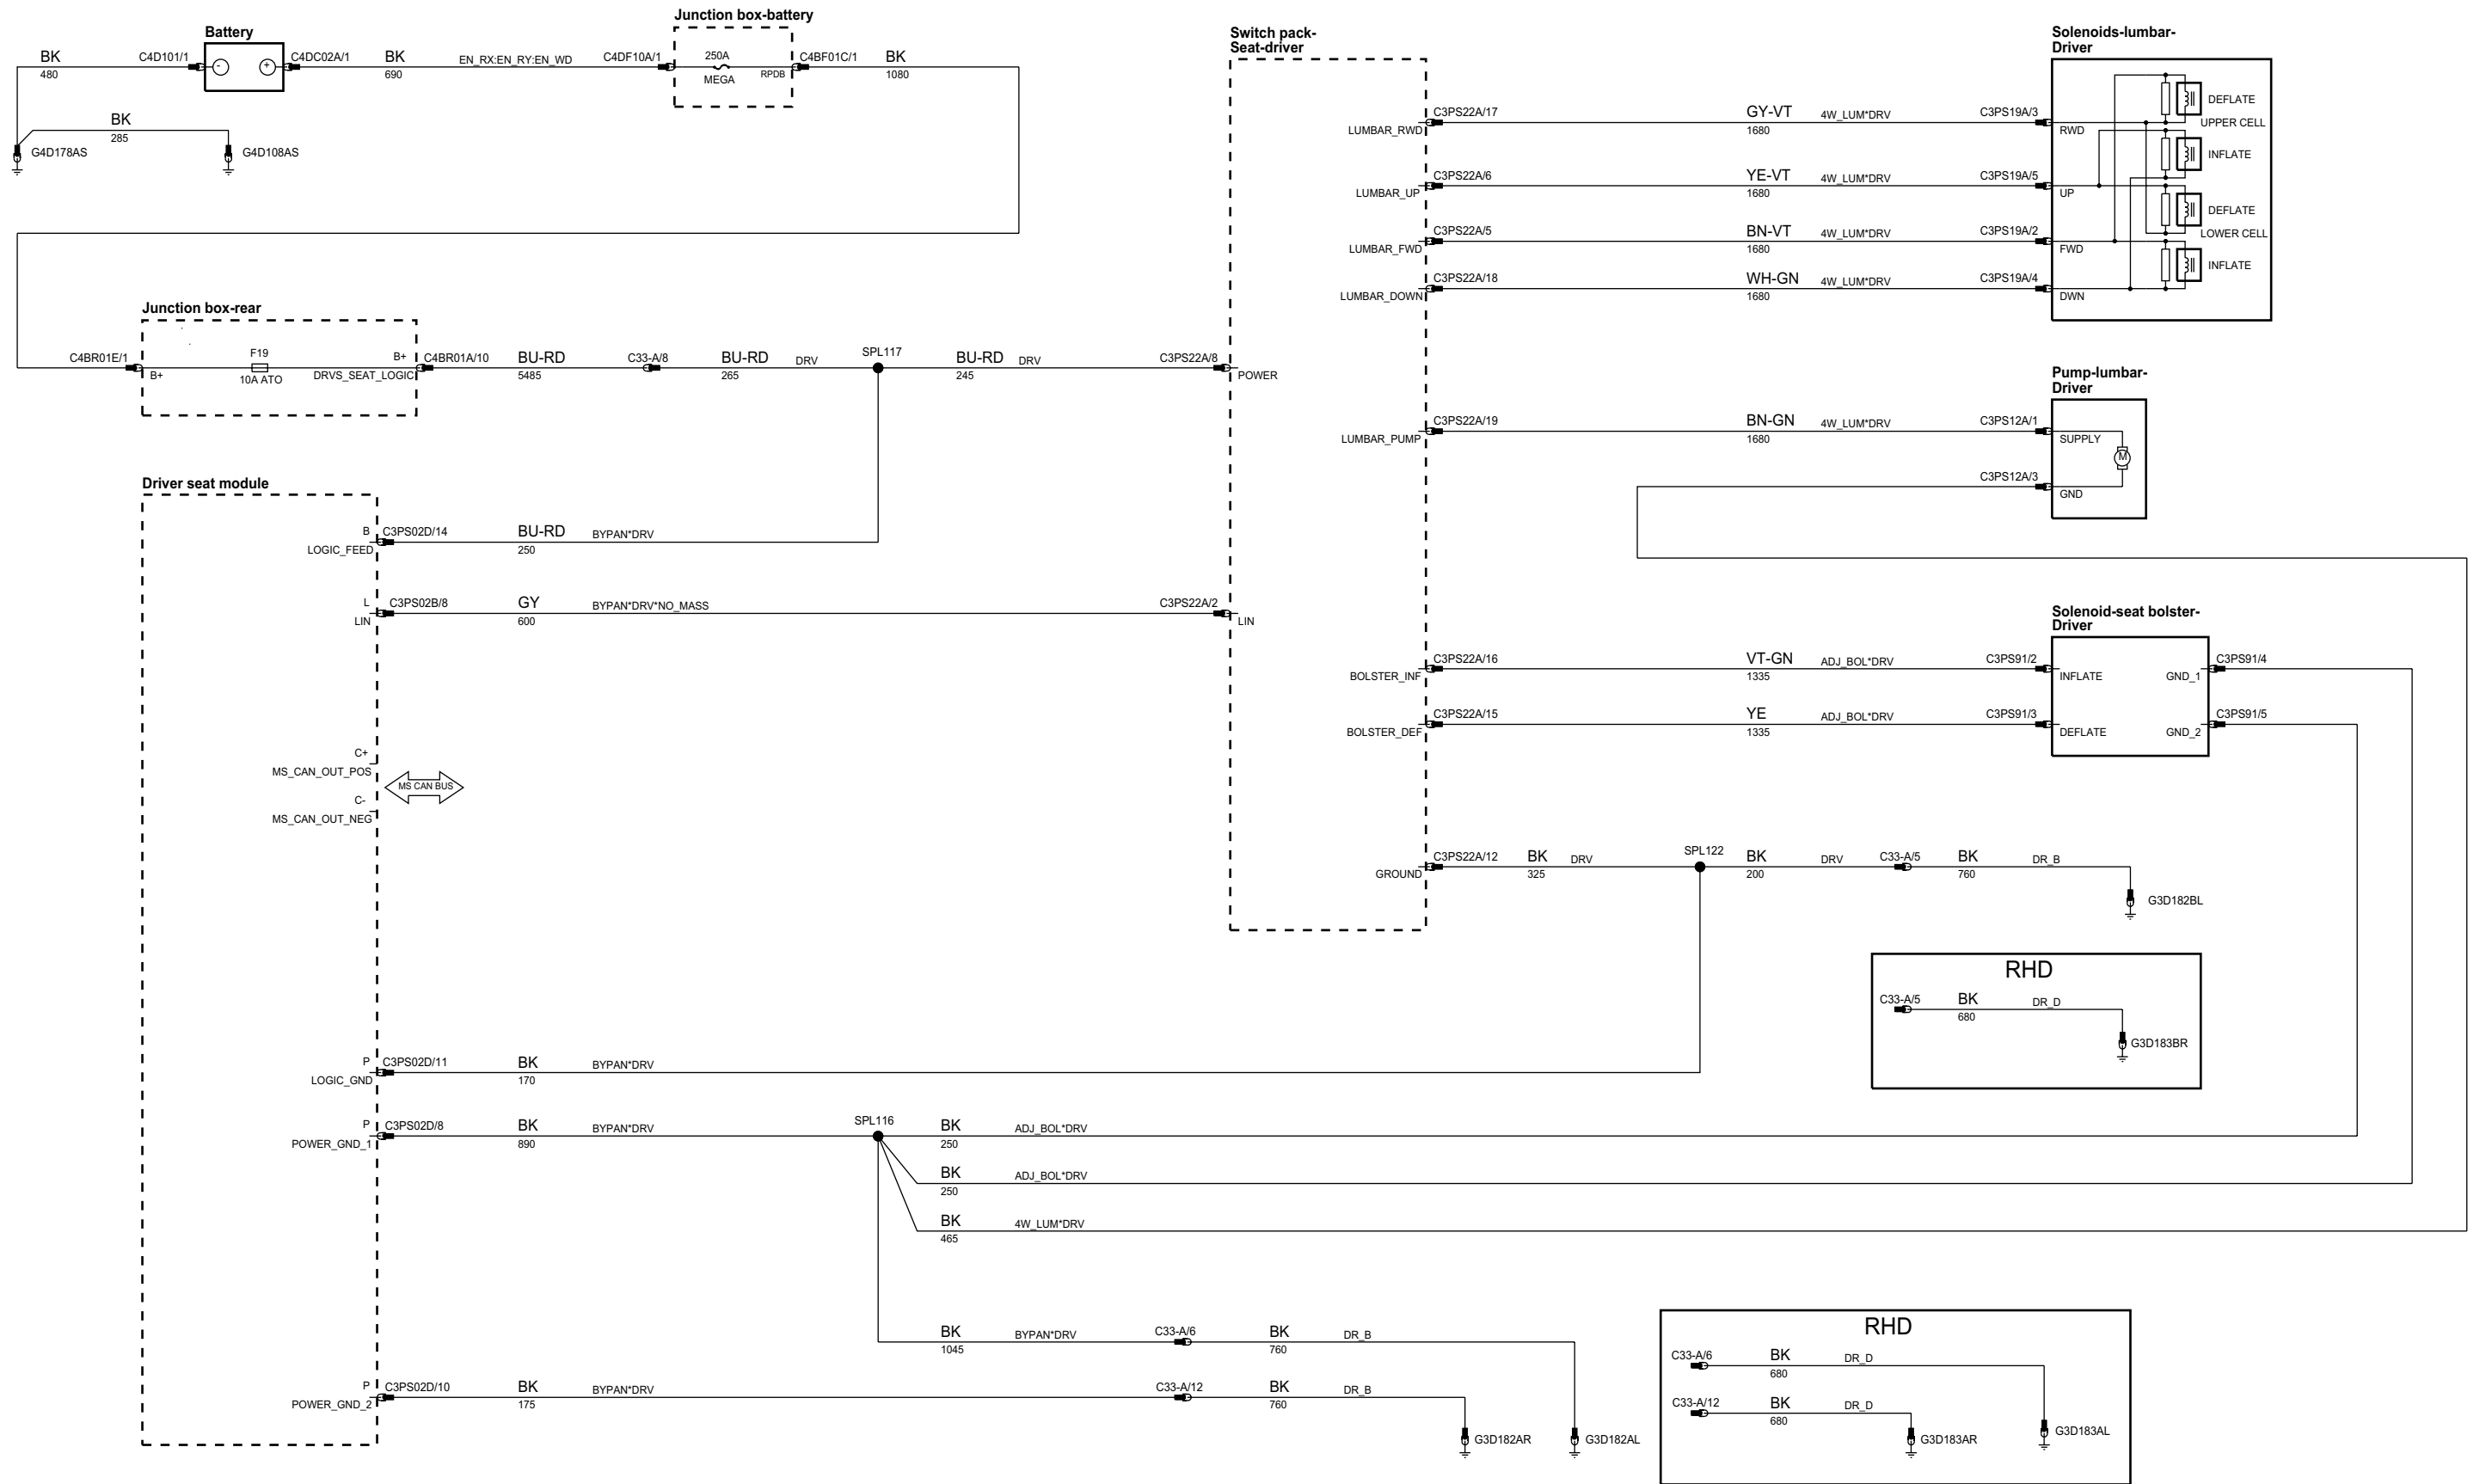 Junction box-battery
Battery
BK
480
C4D101/1
-
+
C4DC02A/1
BK
690
EN_RX:EN_RY:EN_WD
C4DF10A/1
250A
MEGA
RPDB
C4BF01C/1
BK
1080
BK
285
G4D178AS
G4D108AS
Switch pack-
Seat-driver
Solenoids-lumbar-
Driver
LUMBAR_RWD
C3PS22A/17
GY-VT
1680
4W_LUM*DRV
C3PS19A/3
RWD
DEFLATE
UPPER CELL
INFLATE
LUMBAR_UP
C3PS22A/6
YE-VT
1680
4W_LUM*DRV
C3PS19A/5
UP
DEFLATE
LOWER CELL
LUMBAR_FWD
C3PS22A/5
BN-VT
1680
4W_LUM*DRV
C3PS19A/2
FWD
INFLATE
LUMBAR_DOWN
C3PS22A/18
WH-GN
1680
4W_LUM*DRV
C3PS19A/4
DWN
Junction box-rear
C4BR01E/1
B+
F19
10A ATO
B+
DRVS_SEAT_LOGIC
C4BR01A/10
BU-RD
5485
C33-A/8
BU-RD
265
DRV
SPL117
BU-RD
245
DRV
C3PS22A/8
POWER
Pump-lumbar-
Driver
LUMBAR_PUMP
C3PS22A/19
BN-GN
1680
4W_LUM*DRV
C3PS12A/1
SUPPLY
M
C3PS12A/3
GND
Driver seat module
B
LOGIC_FEED
C3PS02D/14
BU-RD
250
BYPAN*DRV
L
LIN
C3PS02B/8
GY
600
BYPAN*DRV*NO_MASS
C3PS22A/2
LIN
Solenoid-seat bolster-
Driver
BOLSTER_INF
C3PS22A/16
VT-GN
1335
ADJ_BOL*DRV
C3PS91/2
INFLATE
GND_1
C3PS91/4
BOLSTER_DEF
C3PS22A/15
YE
1335
ADJ_BOL*DRV
C3PS91/3
DEFLATE
GND_2
C3PS91/5
C+
MS_CAN_OUT_POS
MS CAN BUS
C-
MS_CAN_OUT_NEG
GROUND
C3PS22A/12
BK
325
DRV
SPL122
BK
200
DRV
C33-A/5
BK
760
DR_B
G3D182BL
RHD
C33-A/5
BK
680
DR_D
G3D183BR
P
LOGIC_GND
C3PS02D/11
BK
170
BYPAN*DRV
P
POWER_GND_1
C3PS02D/8
BK
890
BYPAN*DRV
SPL116
BK
250
ADJ_BOL*DRV
BK
250
ADJ_BOL*DRV
BK
465
4W_LUM*DRV
BK
1045
BYPAN*DRV
C33-A/6
BK
760
DR_B
P
POWER_GND_2
C3PS02D/10
BK
175
BYPAN*DRV
C33-A/12
BK
760
DR_B
G3D182AR
G3D182AL
RHD
C33-A/6
BK
680
DR_D
C33-A/12
BK
680
DR_D
G3D183AR
G3D183AL